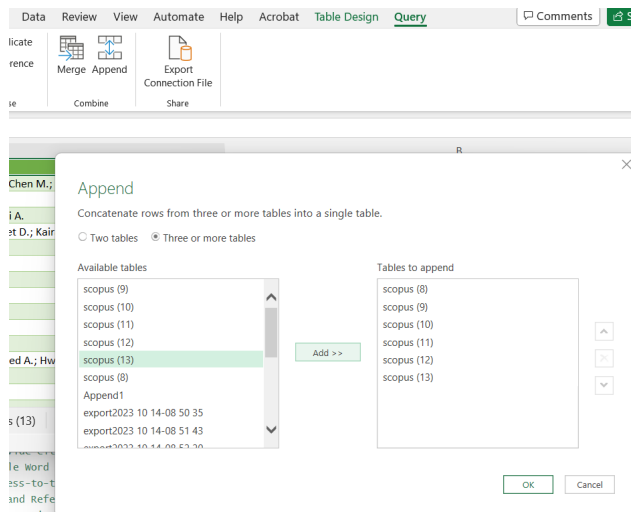 Data Review View Automate Help Acrobat Table Design Query Comments
licate
rence
Merge Append Export
Connection File
se Combine Share
B
Chen M.;
Append
Concatenate rows from three or more tables into a single table.
i A.
et D.; Kair
Two tables Three or more tables
Available tables Tables to append
scopus (9) scopus (8)
scopus (10) scopus (9)
scopus (11) scopus (10)
scopus (12) scopus (11)
Add >>
ed A.; Hw
scopus (13) scopus (12)
scopus (8) scopus (13)
Append1
export2023 10 14-08 50 35
s (13)
export2023 10 14-08 51 43
le Word
ess-to-t
and Refe
OK Cancel